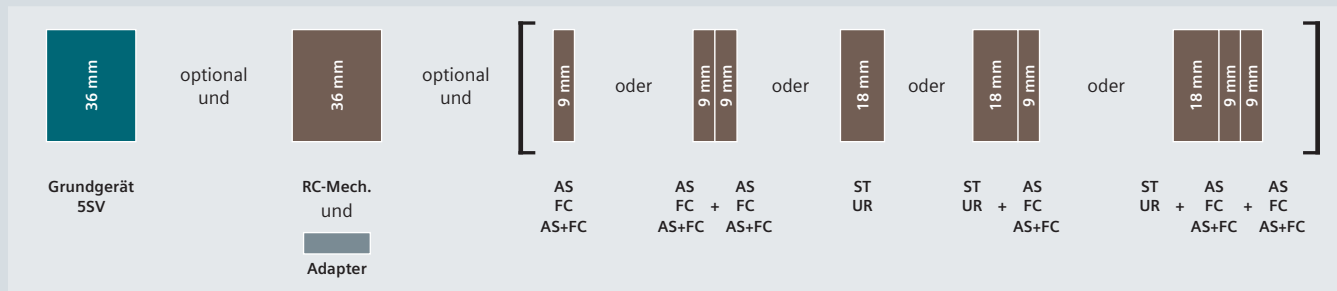 36 mm
optional
und
36 mm
optional
und
9 mm
oder
9 mm
9 mm
oder
18 mm
oder
18 mm
9 mm
oder
18 mm
9 mm
9 mm
Grundgerät
5SV
RC-Mech.
und
Adapter
AS
FC
AS+FC
AS AS
FC + FC
AS+FC AS+FC
ST
UR
ST AS
UR + FC
AS+FC
ST AS AS
UR + FC + FC
AS+FC AS+FC